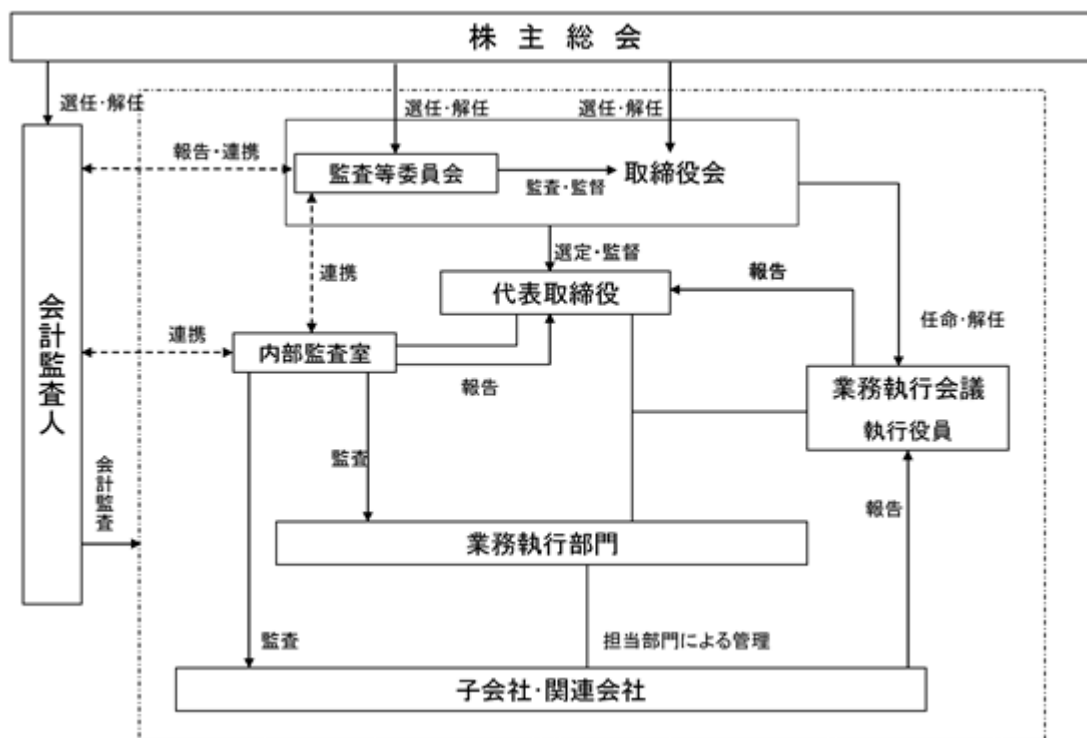 株主総会
選任・解任
選任・解任
選任・解任
報告・連携
監査等委員会
監査・監督
取締役会
連携
選定・監督
代表取締役
報告
任命・解任
会計監査人
連携
内部監査室
報告
業務執行会議
執行役員
会計監査
監査
報告
業務執行部門
監査
担当部門による管理
子会社・関連会社